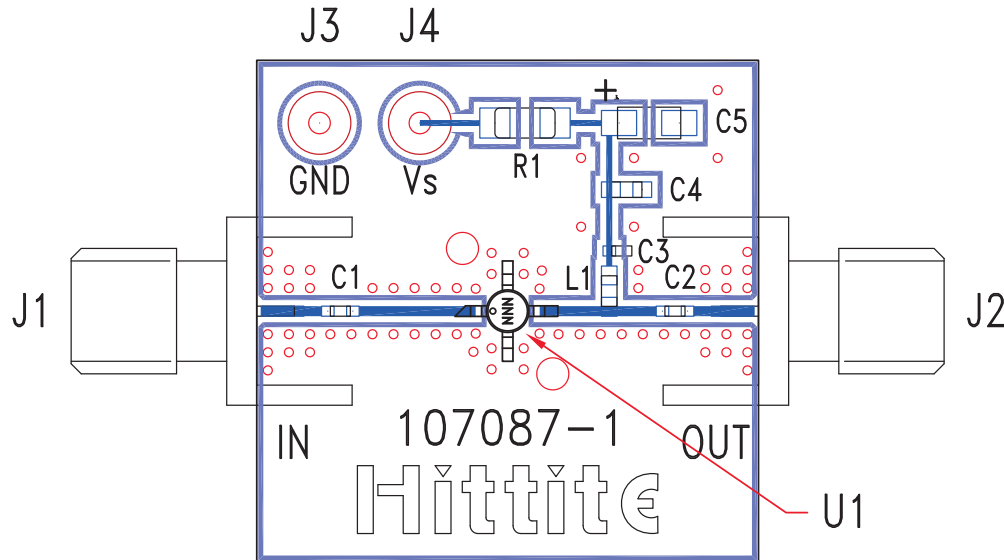 J3 J4
+
C5
R1
GND Vs
C4
C3
C1 L1 C2
J1 NNN J2
107087-1
IN OUT
Hittite
U1